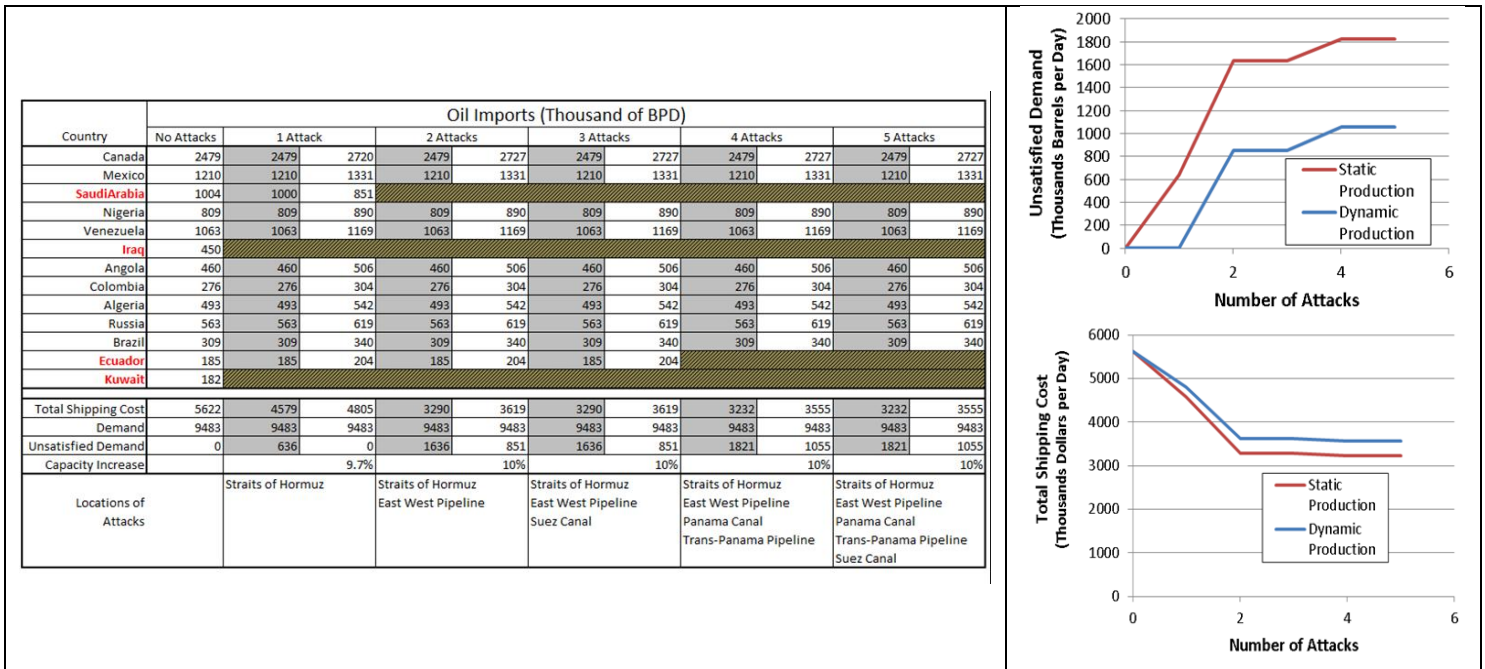 Oil Imports (Thousand of BPD)
Country No Attacks 1 Attack 2 Attacks 3 Attacks 4 Attacks 5 Attacks
Canada 2479 2479 2720 2479 2727 2479 2727 2479 2727 2479 2727
Mexico 1210 1210 1331 1210 1331 1210 1331 1210 1331 1210 1331
SaudiArabia 1004 1000 851
Nigeria 809 809 890 809 890 809 890 809 890 809 890
Venezuela 1063 1063 1169 1063 1169 1063 1169 1063 1169 1063 1169
Iraq 450
Angola 460 460 506 460 506 460 506 460 506 460 506
Colombia 276 276 304 276 304 276 304 276 304 276 304
Algeria 493 493 542 493 542 493 542 493 542 493 542
Russia 563 563 619 563 619 563 619 563 619 563 619
Brazil 309 309 340 309 340 309 340 309 340 309 340
Ecuador 185 185 204 185 204 185 204
Kuwait 182
Total Shipping Cost 5622 4579 4805 3290 3619 3290 3619 3232 3555 3232 3555
Demand 9483 9483 9483 9483 9483 9483 9483 9483 9483 9483 9483
Unsatisfied Demand 0 636 0 1636 851 1636 851 1821 1055 1821 1055
Capacity Increase 9.7% 10% 10% 10% 10%
Locations of
Attacks
Straits of Hormuz
Straits of Hormuz
East West Pipeline
Straits of Hormuz
East West Pipeline
Suez Canal
Straits of Hormuz
East West Pipeline
Panama Canal
Trans-Panama Pipeline
Straits of Hormuz
East West Pipeline
Panama Canal
Trans-Panama Pipeline
Suez Canal
Unsatisfied Demand
(Thousands Barrels per Day)
2000
1800
1600
1400
1200
1000
800
600
400
200
0
0 2 4 6
Number of Attacks
Static
Production
Dynamic
Production
Total Shipping Cost
(Thousands Dollars per Day)
6000
5000
4000
3000
2000
1000
0
0 2 4 6
Number of Attacks
Static
Production
Dynamic
Production